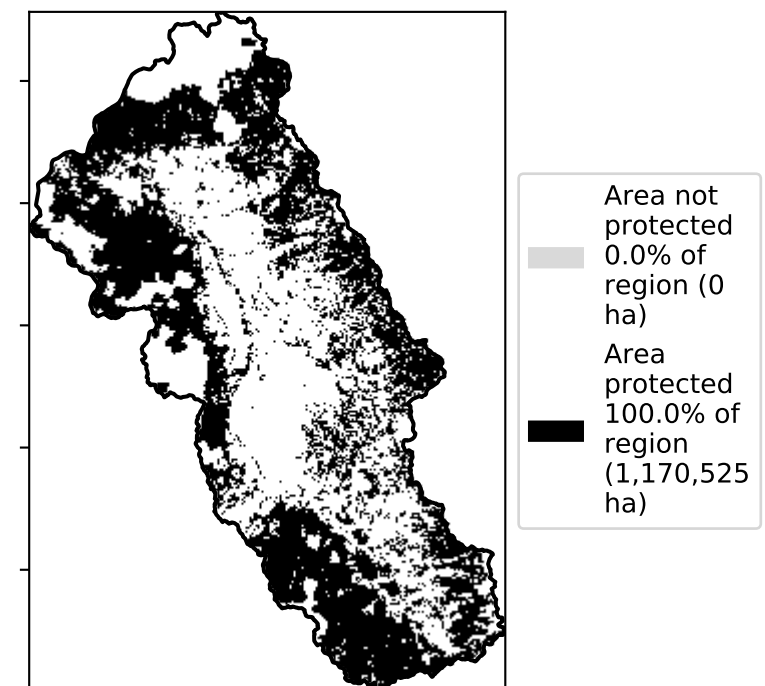 Area not
protected
0.0% of
region (0
ha)
Area
protected
100.0% of
region
(1,170,525
ha)